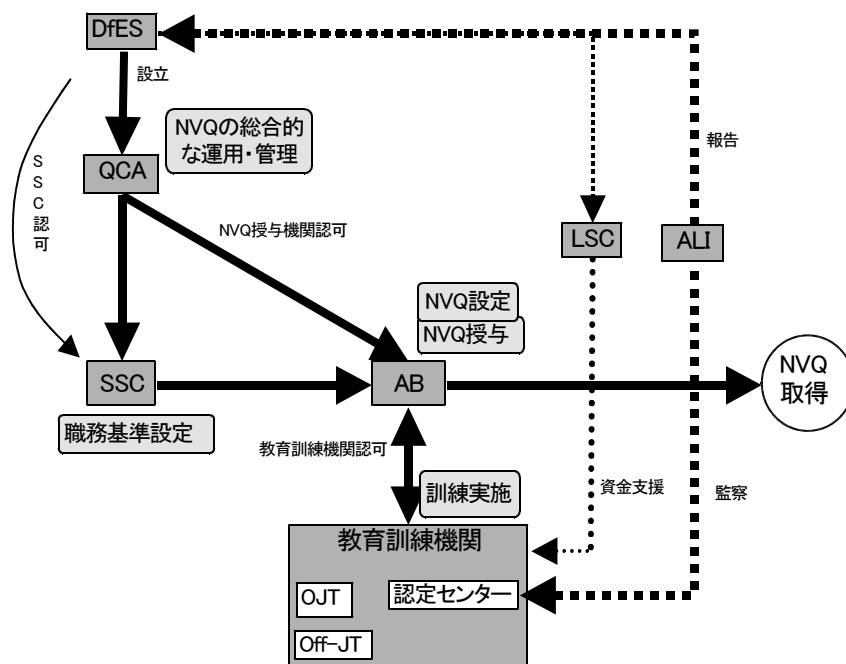 DfES
設立
NVQの総合的
な運用・管理
QCA
SSC認可
NVQ授与機関認可
報告
LSC
ALI
NVQ設定
NVQ授与
SSC
AB
NVQ
取得
職務基準設定
教育訓練機関認可
訓練実施
資金支援
監察
教育訓練機関
OJT
認定センター
Off-JT